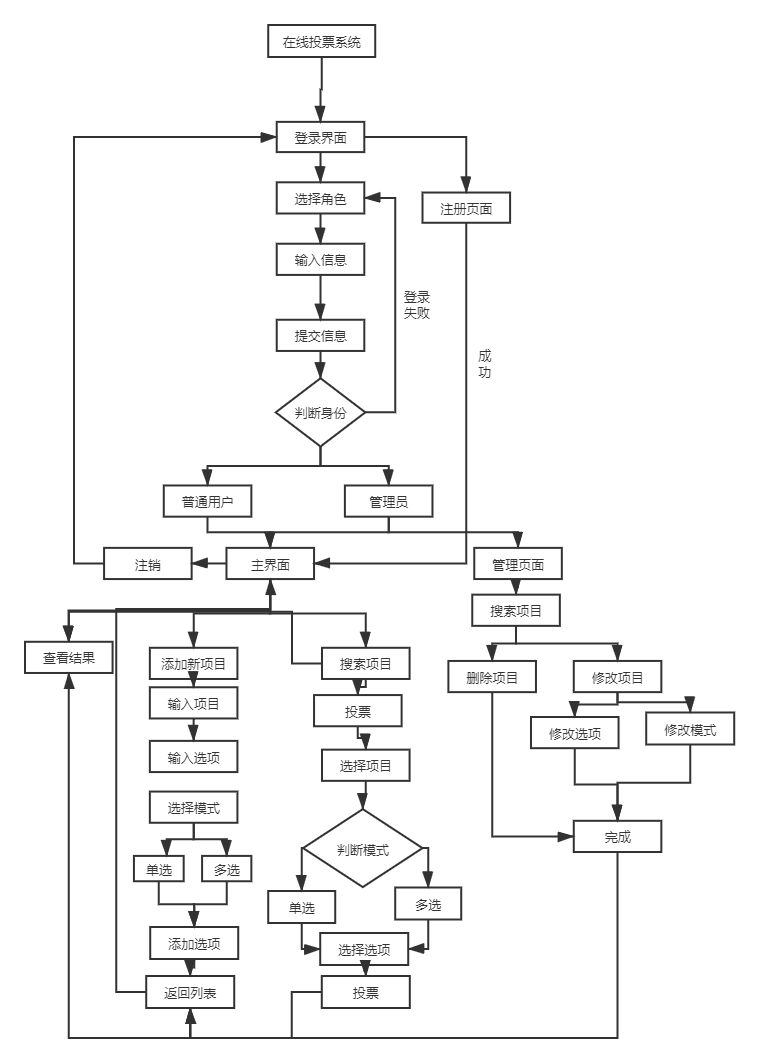 在线投票系统
登录界面
选择角色
注册页面
输入信息
登录
失败
提交信息
成
功
判断身份
普通用户
管理员
注销
主界面
管理页面
搜索项目
查看结果
添加新项目
搜索项目
删除项目
修改项目
输入项目
投票
修改选项
修改模式
输入选项
选择项目
选择模式
完成
判断模式
单选
多选
单选
多选
添加选项
选择选项
返回列表
投票